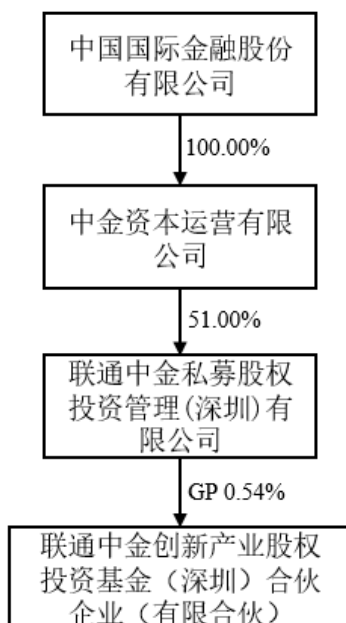 中国国际金融股份
有限公司
100.00%
中金资本运营有限
公司
51.00%
联通中金私募股权
投资管理(深圳)有
限公司
GP 0.54%
联通中金创新产业股权
投资基金（深圳）合伙
企业（有限合伙）